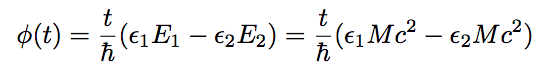 ϕ(t) = t/ħ (ϵ₁E₁ − ϵ₂E₂) = t/ħ (ϵ₁Mc² − ϵ₂Mc²)